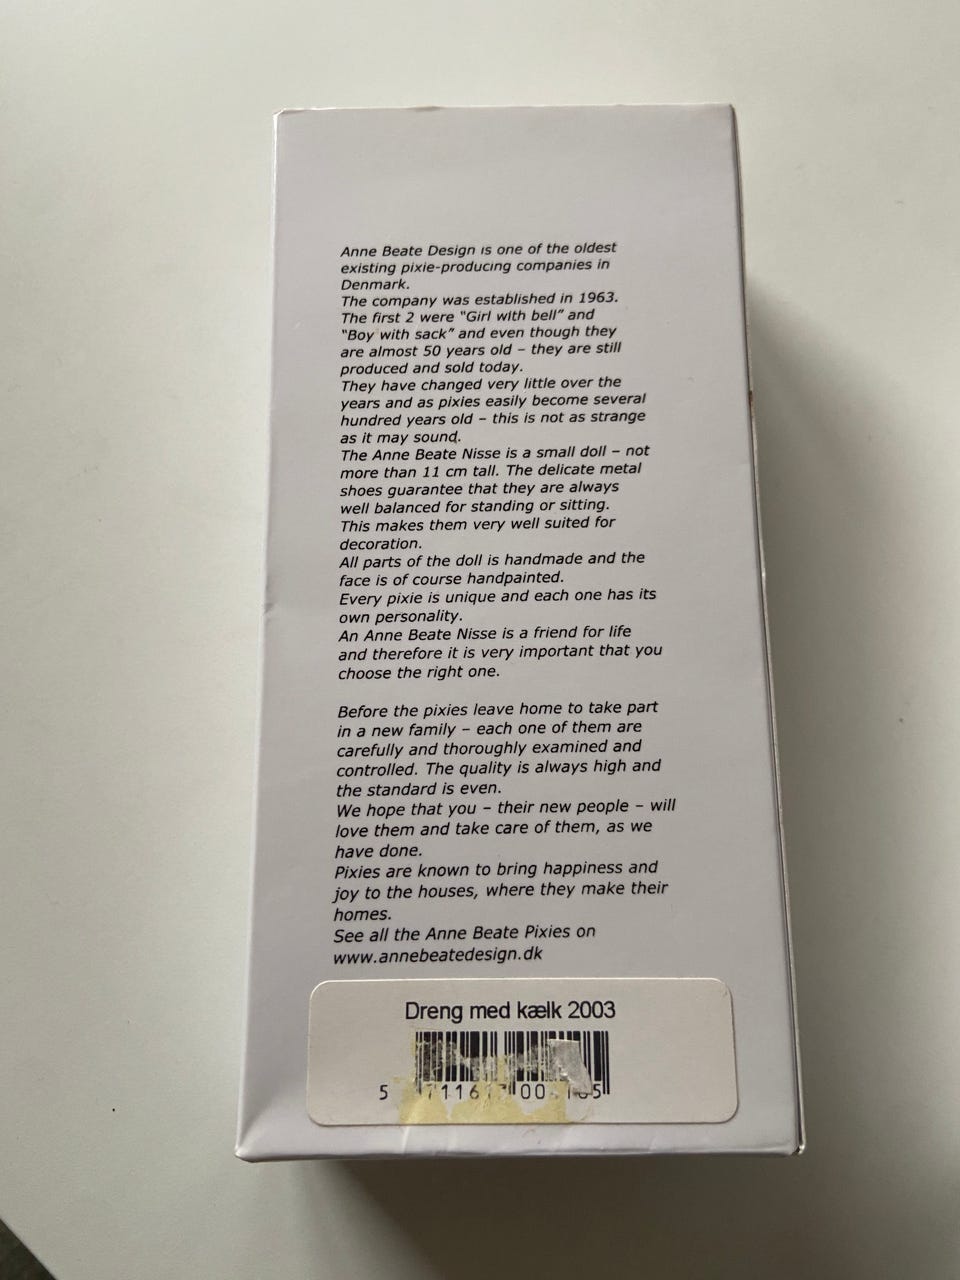 Anne Beate Design is one of the oldest
existing pixie-producing companies in
Denmark.
The company was established in 1963.
The first 2 were "Girl with bell" and
"Boy with sack" and even though they
are almost 50 years old – they are still
produced and sold today.
They have changed very little over the
years and as pixies easily become several
hundred years old – this is not as strange
as it may sound.
The Anne Beate Nisse is a small doll – not
more than 11 cm tall. The delicate metal
shoes guarantee that they are always
well balanced for standing or sitting.
This makes them very well suited for
decoration.
All parts of the doll is handmade and the
face is of course handpainted.
Every pixie is unique and each one has its
own personality.
An Anne Beate Nisse is a friend for life
and therefore it is very important that you
choose the right one.
Before the pixies leave home to take part
in a new family – each one of them are
carefully and thoroughly examined and
controlled. The quality is always high and
the standard is even.
We hope that you – their new people – will
love them and take care of them, as we
have done.
Pixies are known to bring happiness and
joy to the houses, where they make their
homes.
See all the Anne Beate Pixies on
www.annebeatedesign.dk
Dreng med kælk 2003
5